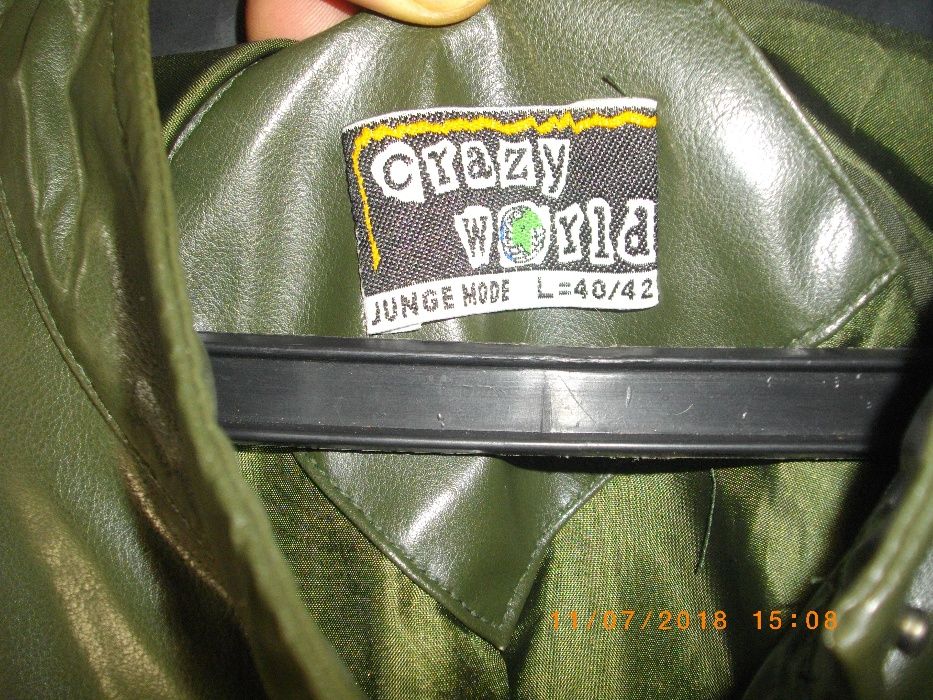 crazy
world
JUNGE MODE L=40/42
11/07/2018 15:08